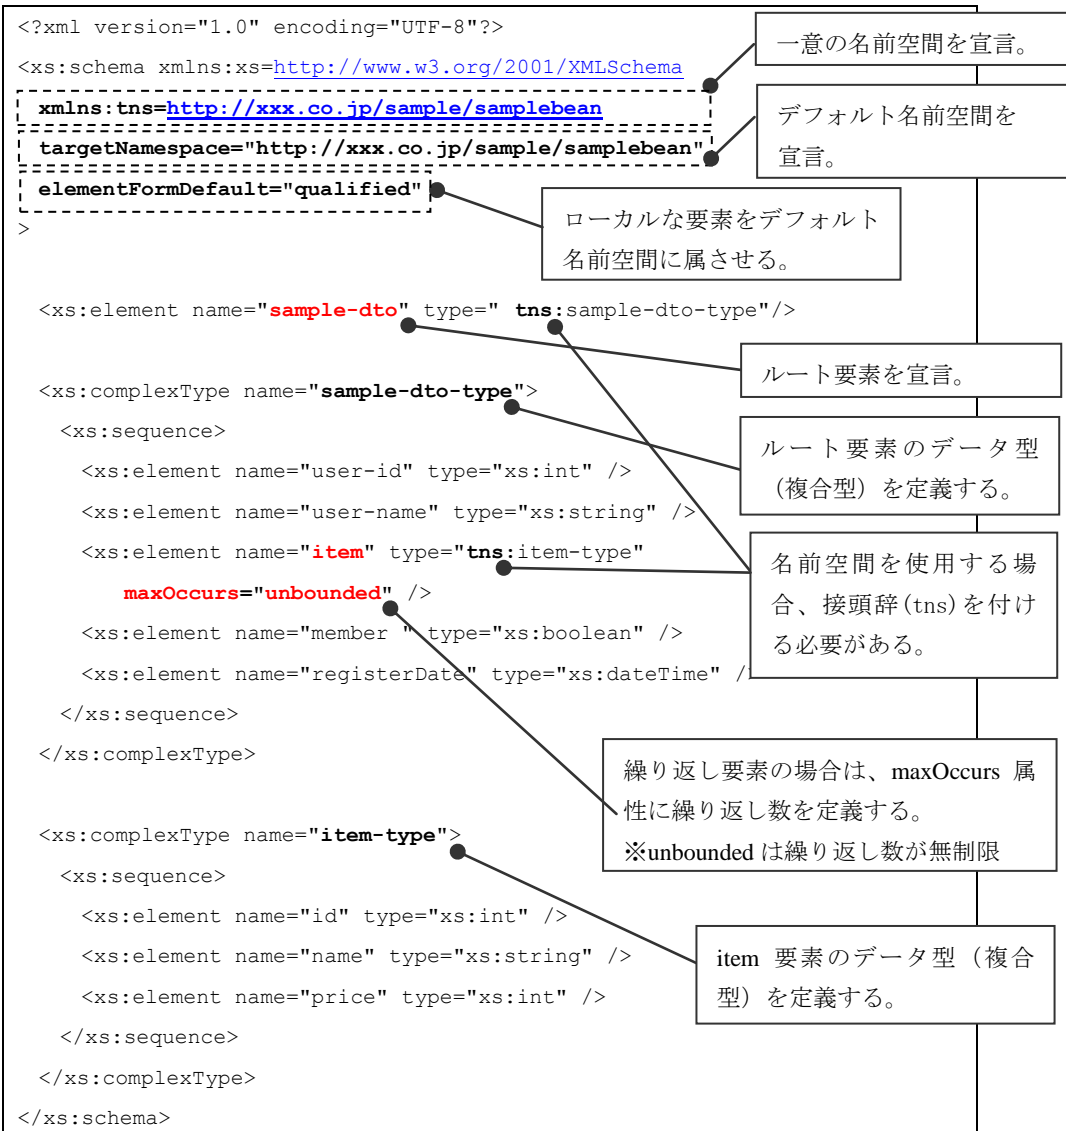 <?xml version="1.0" encoding="UTF-8"?>
一意の名前空間を宣言。
<xs:schema xmlns:xs=http://www.w3.org/2001/XMLSchema
xmlns:tns=http://xxx.co.jp/sample/samplebean
デフォルト名前空間を
宣言。
targetNamespace="http://xxx.co.jp/sample/samplebean"
elementFormDefault="qualified"
>
ローカルな要素をデフォルト
名前空間に属させる。
<xs:element name="sample-dto" type=" tns:sample-dto-type"/>
ルート要素を宣言。
<xs:complexType name="sample-dto-type">
<xs:sequence>
ルート要素のデータ型
（複合型）を定義する。
<xs:element name="user-id" type="xs:int" />
<xs:element name="user-name" type="xs:string" />
<xs:element name="item" type="tns:item-type"
maxOccurs="unbounded" />
名前空間を使用する場
合、接頭辞(tns)を付け
る必要がある。
<xs:element name="member " type="xs:boolean" />
<xs:element name="registerDate" type="xs:dateTime" /
</xs:sequence>
</xs:complexType>
繰り返し要素の場合は、maxOccurs 属
性に繰り返し数を定義する。
※unbounded は繰り返し数が無制限
<xs:complexType name="item-type">
<xs:sequence>
<xs:element name="id" type="xs:int" />
<xs:element name="name" type="xs:string" />
<xs:element name="price" type="xs:int" />
item 要素のデータ型（複合
型）を定義する。
</xs:sequence>
</xs:complexType>
</xs:schema>